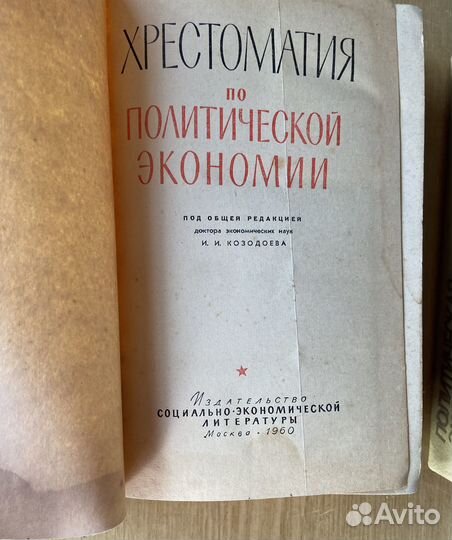 ХРЕСТОМАТИЯ
ПО
ПОЛИТИЧЕСКОЙ
ЭКОНОМИИ
ПОД ОБЩЕЙ РЕДАКЦИЕЙ
доктора экономических наук
И. И. КОЗОДОЕВА
ИЗДАТЕЛЬСТВО
СОЦИАЛЬНО-ЭКОНОМИЧЕСКОЙ
ЛИТЕРАТУРЫ
Москва · 1960
Avito